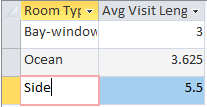 Room Typ Avg Visit Leng
Bay-window 3
Ocean 3.625
Side 5.5